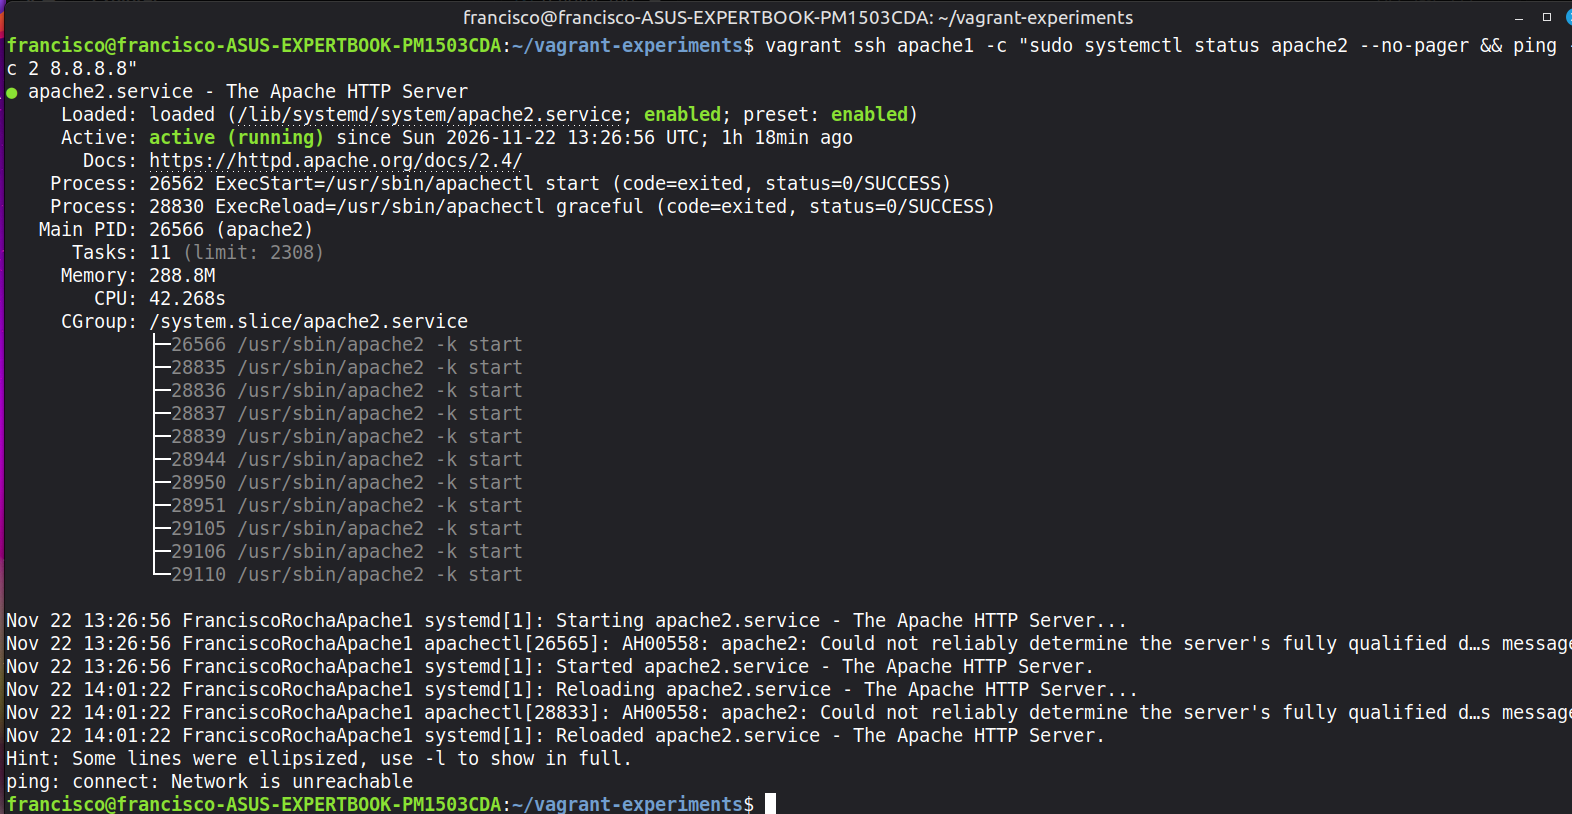 francisco@francisco-ASUS-EXPERTBOOK-PM1503CDA: ~/vagrant-experiments
francisco@francisco-ASUS-EXPERTBOOK-PM1503CDA:~/vagrant-experiments$ vagrant ssh apache1 -c "sudo systemctl status apache2 --no-pager && ping -
c 2 8.8.8.8"
● apache2.service - The Apache HTTP Server
Loaded: loaded (/lib/systemd/system/apache2.service; enabled; preset: enabled)
Active: active (running) since Sun 2026-11-22 13:26:56 UTC; 1h 18min ago
Docs: https://httpd.apache.org/docs/2.4/
Process: 26562 ExecStart=/usr/sbin/apachectl start (code=exited, status=0/SUCCESS)
Process: 28830 ExecReload=/usr/sbin/apachectl graceful (code=exited, status=0/SUCCESS)
Main PID: 26566 (apache2)
Tasks: 11 (limit: 2308)
Memory: 288.8M
CPU: 42.268s
CGroup: /system.slice/apache2.service
├─26566 /usr/sbin/apache2 -k start
├─28835 /usr/sbin/apache2 -k start
├─28836 /usr/sbin/apache2 -k start
├─28837 /usr/sbin/apache2 -k start
├─28839 /usr/sbin/apache2 -k start
├─28944 /usr/sbin/apache2 -k start
├─28950 /usr/sbin/apache2 -k start
├─28951 /usr/sbin/apache2 -k start
├─29105 /usr/sbin/apache2 -k start
├─29106 /usr/sbin/apache2 -k start
└─29110 /usr/sbin/apache2 -k start
Nov 22 13:26:56 FranciscoRochaApache1 systemd[1]: Starting apache2.service - The Apache HTTP Server...
Nov 22 13:26:56 FranciscoRochaApache1 apachectl[26565]: AH00558: apache2: Could not reliably determine the server's fully qualified d…s message
Nov 22 13:26:56 FranciscoRochaApache1 systemd[1]: Started apache2.service - The Apache HTTP Server.
Nov 22 14:01:22 FranciscoRochaApache1 systemd[1]: Reloading apache2.service - The Apache HTTP Server...
Nov 22 14:01:22 FranciscoRochaApache1 apachectl[28833]: AH00558: apache2: Could not reliably determine the server's fully qualified d…s message
Nov 22 14:01:22 FranciscoRochaApache1 systemd[1]: Reloaded apache2.service - The Apache HTTP Server.
Hint: Some lines were ellipsized, use -l to show in full.
ping: connect: Network is unreachable
francisco@francisco-ASUS-EXPERTBOOK-PM1503CDA:~/vagrant-experiments$